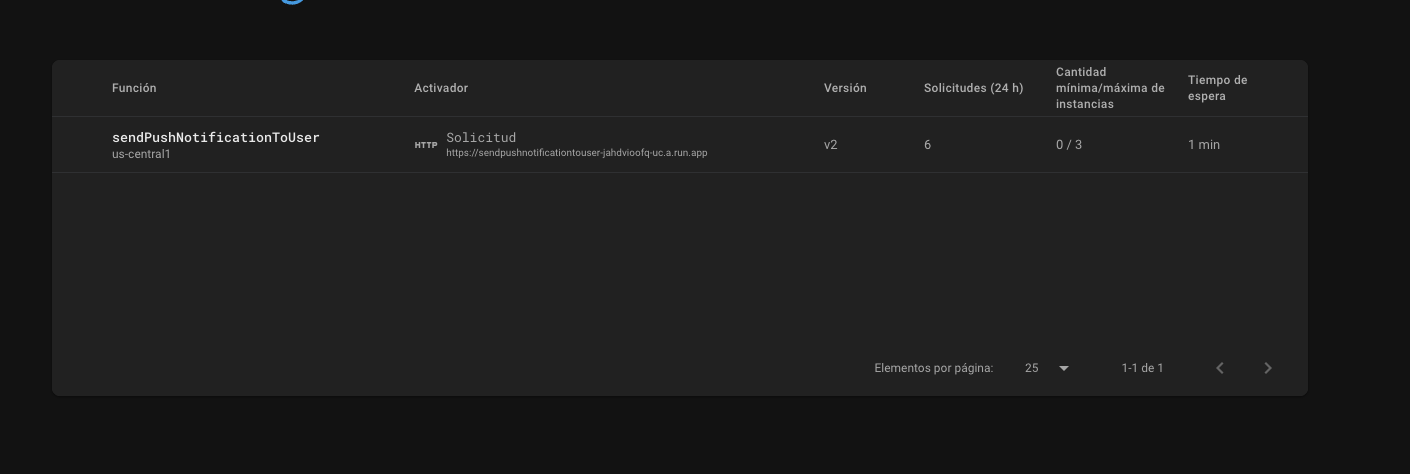 Función
Activador
Versión
Solicitudes (24 h)
Cantidad
mínima/máxima de
instancias
Tiempo de
espera
sendPushNotificationToUser
us-central1
HTTP
Solicitud
https://sendpushnotificationtouser-jahdvioofq-uc.a.run.app
v2
6
0 / 3
1 min
Elementos por página:
25
1-1 de 1